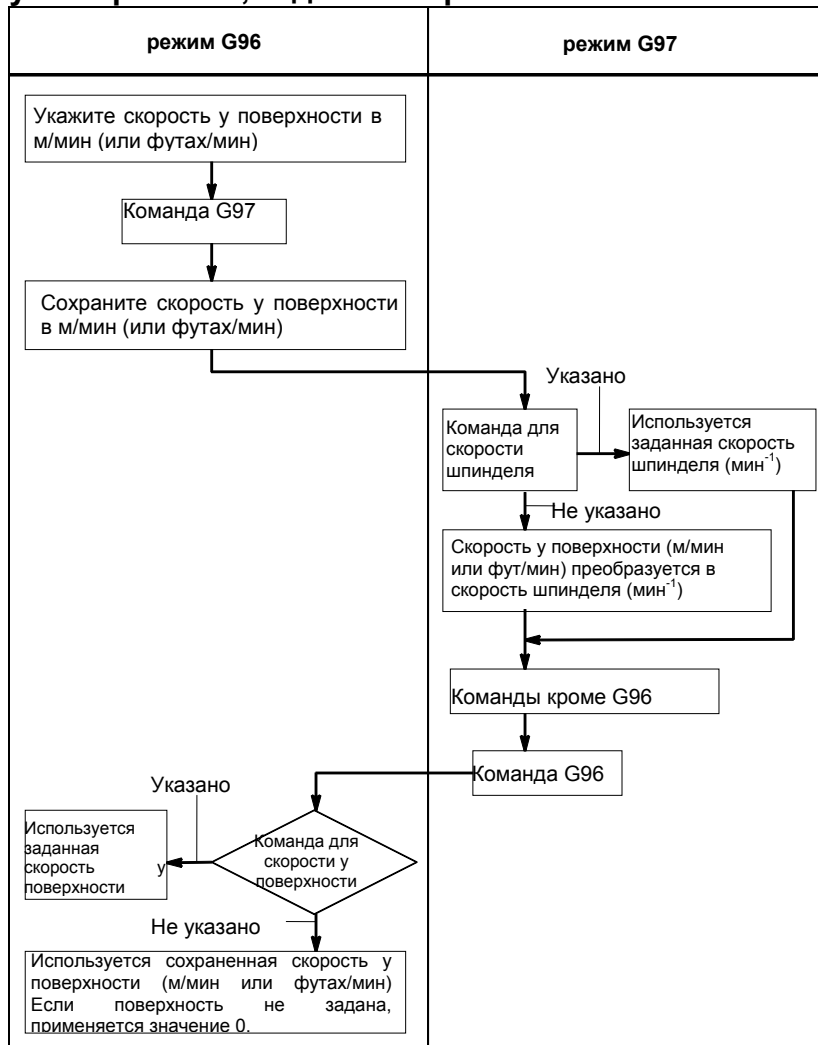 режим G96
режим G97
Укажите скорость у поверхности в
м/мин (или футах/мин)
Команда G97
Сохраните скорость у поверхности
в м/мин (или футах/мин)
Указано
Команда для
скорости
шпинделя
Используется
заданная скорость
шпинделя (мин⁻¹)
Не указано
Скорость у поверхности (м/мин
или фут/мин) преобразуется в
скорость шпинделя (мин⁻¹)
Команды кроме G96
Команда G96
Указано
Команда для
скорости у
поверхности
Используется
заданная
скорость у
поверхности
Не указано
Используется сохраненная скорость у
поверхности (м/мин или футах/мин)
Если поверхность не задана,
применяется значение 0.